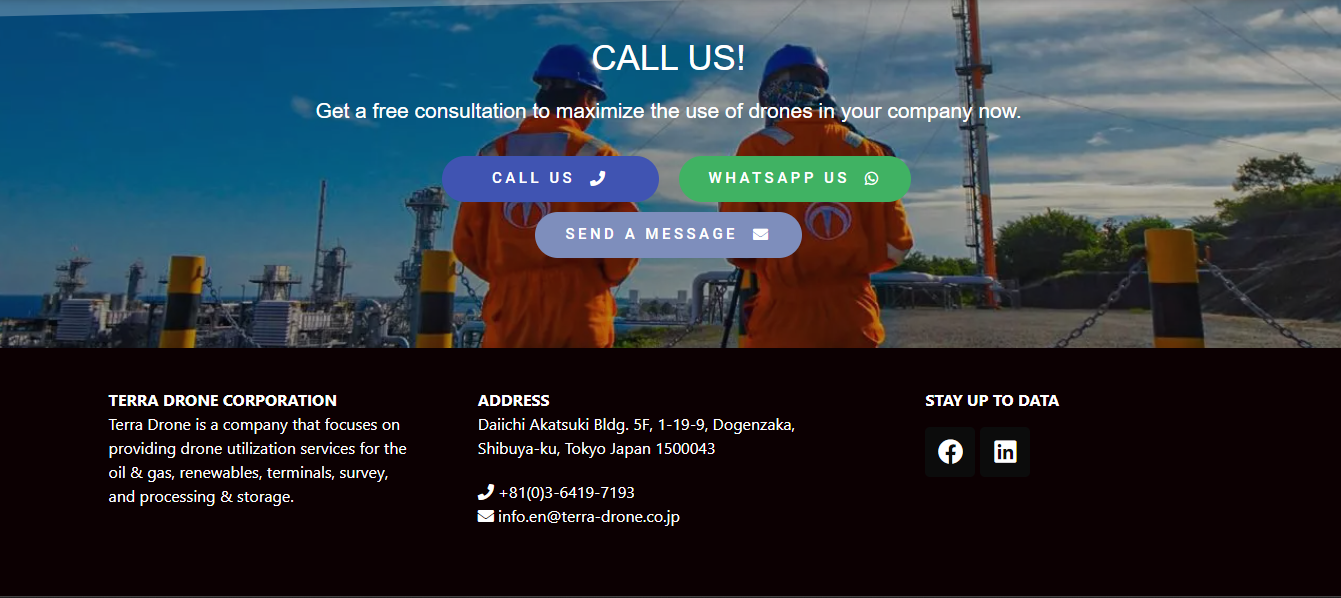 CALL US!
Get a free consultation to maximize the use of drones in your company now.
CALL US
WHATSAPP US
SEND A MESSAGE
TERRA DRONE CORPORATION
Terra Drone is a company that focuses on
providing drone utilization services for the
oil & gas, renewables, terminals, survey,
and processing & storage.
ADDRESS
Daiichi Akatsuki Bldg. 5F, 1-19-9, Dogenzaka,
Shibuya-ku, Tokyo Japan 1500043
+81(0)3-6419-7193
info.en@terra-drone.co.jp
STAY UP TO DATA